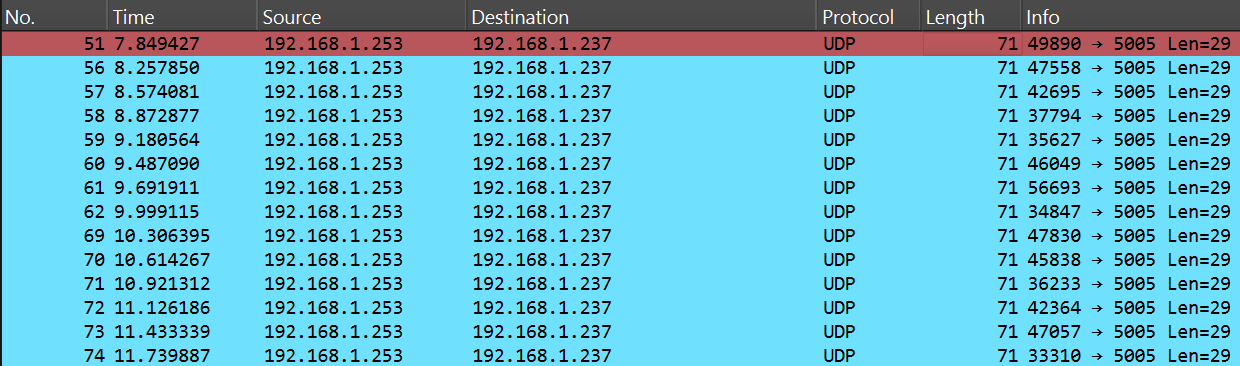 No. Time Source Destination Protocol Length Info
51 7.849427 192.168.1.253 192.168.1.237 UDP 71 49890 → 5005 Len=29
56 8.257850 192.168.1.253 192.168.1.237 UDP 71 47558 → 5005 Len=29
57 8.574081 192.168.1.253 192.168.1.237 UDP 71 42695 → 5005 Len=29
58 8.872877 192.168.1.253 192.168.1.237 UDP 71 37794 → 5005 Len=29
59 9.180564 192.168.1.253 192.168.1.237 UDP 71 35627 → 5005 Len=29
60 9.487090 192.168.1.253 192.168.1.237 UDP 71 46049 → 5005 Len=29
61 9.691911 192.168.1.253 192.168.1.237 UDP 71 56693 → 5005 Len=29
62 9.999115 192.168.1.253 192.168.1.237 UDP 71 34847 → 5005 Len=29
69 10.306395 192.168.1.253 192.168.1.237 UDP 71 47830 → 5005 Len=29
70 10.614267 192.168.1.253 192.168.1.237 UDP 71 45838 → 5005 Len=29
71 10.921312 192.168.1.253 192.168.1.237 UDP 71 36233 → 5005 Len=29
72 11.126186 192.168.1.253 192.168.1.237 UDP 71 42364 → 5005 Len=29
73 11.433339 192.168.1.253 192.168.1.237 UDP 71 47057 → 5005 Len=29
74 11.739887 192.168.1.253 192.168.1.237 UDP 71 33310 → 5005 Len=29